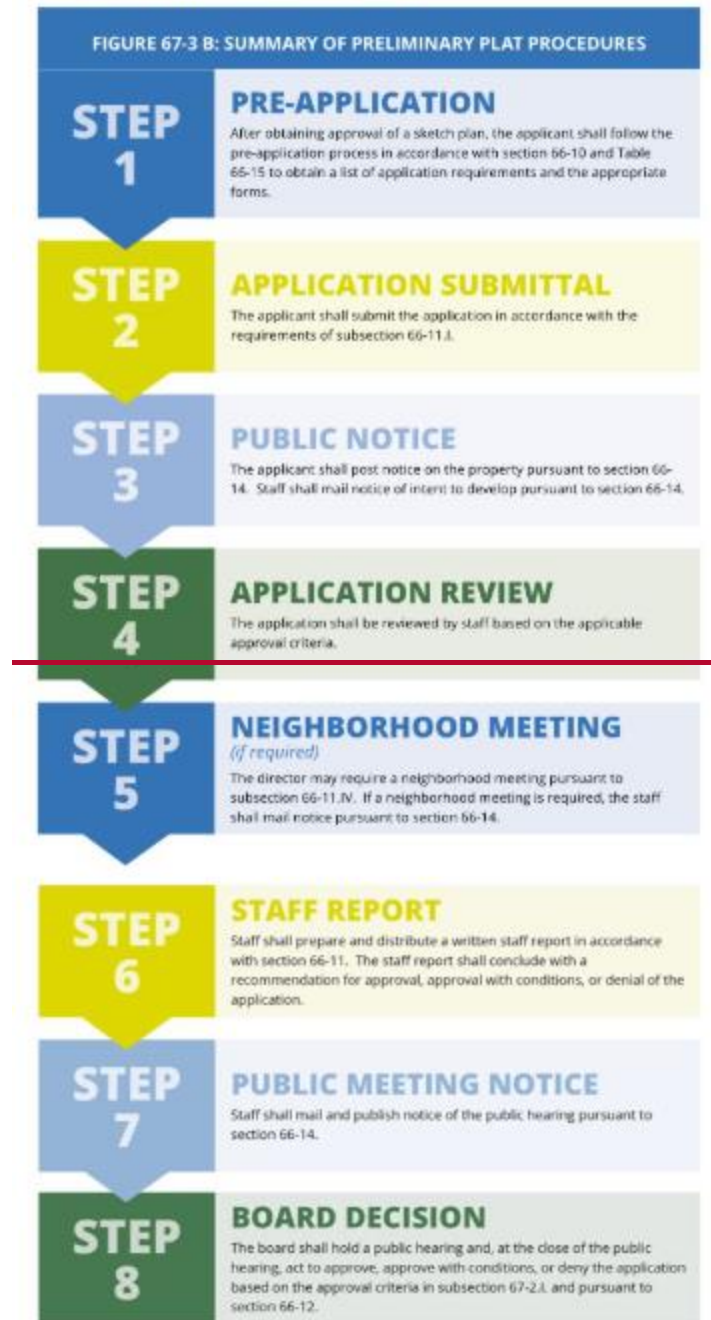 FIGURE 67-3 B: SUMMARY OF PRELIMINARY PLAT PROCEDURES
STEP
1
PRE-APPLICATION
After obtaining approval of a sketch plan, the applicant shall follow the
pre-application process in accordance with section 66-10 and Table
66-15 to obtain a list of application requirements and the appropriate
forms.
STEP
2
APPLICATION SUBMITTAL
The applicant shall submit the application in accordance with the
requirements of subsection 66-11.I.
STEP
3
PUBLIC NOTICE
The applicant shall post notice on the property pursuant to section 66-
14. Staff shall mail notice of intent to develop pursuant to section 66-14.
STEP
4
APPLICATION REVIEW
The application shall be reviewed by staff based on the applicable
approval criteria.
STEP
5
NEIGHBORHOOD MEETING
(if required)
The director may require a neighborhood meeting pursuant to
subsection 66-11.IV. If a neighborhood meeting is required, the staff
shall mail notice pursuant to section 66-14.
STEP
6
STAFF REPORT
Staff shall prepare and distribute a written staff report in accordance
with section 66-11. The staff report shall conclude with a
recommendation for approval, approval with conditions, or denial of the
application.
STEP
7
PUBLIC MEETING NOTICE
Staff shall mail and publish notice of the public hearing pursuant to
section 66-14.
STEP
8
BOARD DECISION
The board shall hold a public hearing and, at the close of the public
hearing, act to approve, approve with conditions, or deny the application
based on the approval criteria in subsection 67-2.I. and pursuant to
section 66-12.